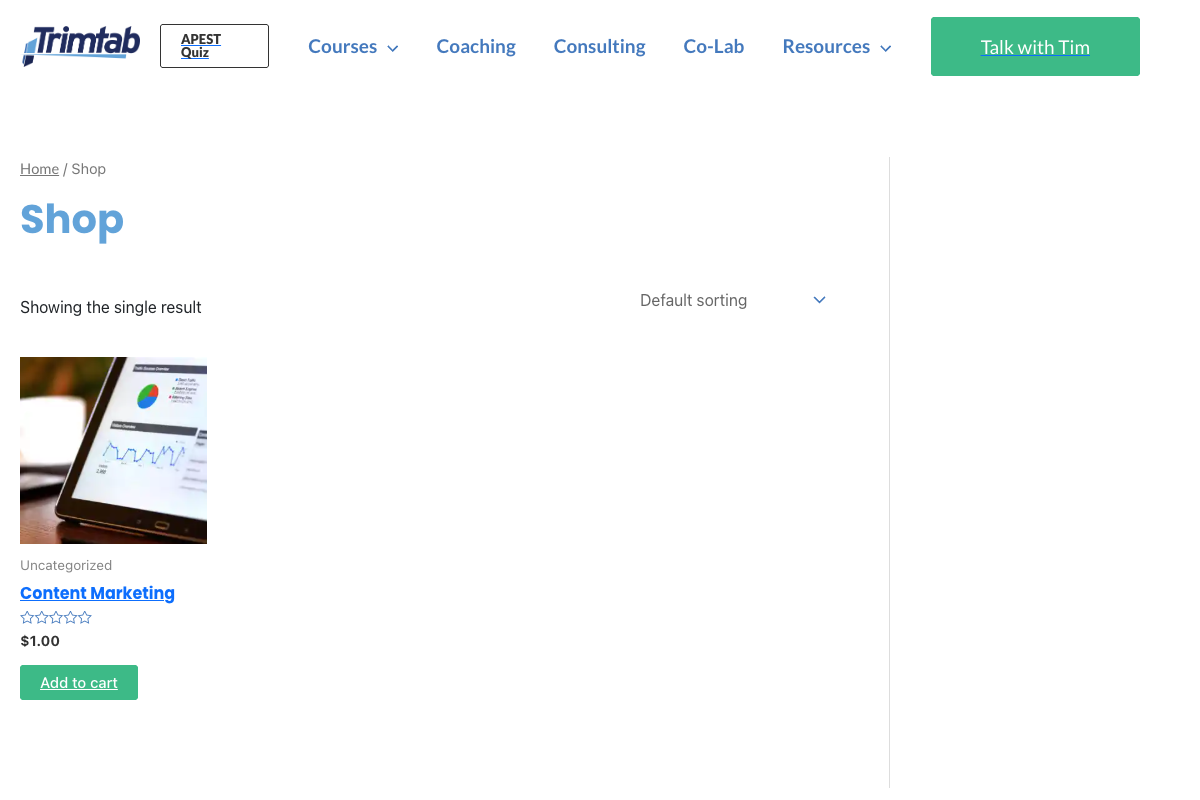 Trimtab
APEST
Quiz
Courses
Coaching
Consulting
Co-Lab
Resources
Talk with Tim
Home / Shop
Shop
Showing the single result
Default sorting
Uncategorized
Content Marketing
$1.00
Add to cart